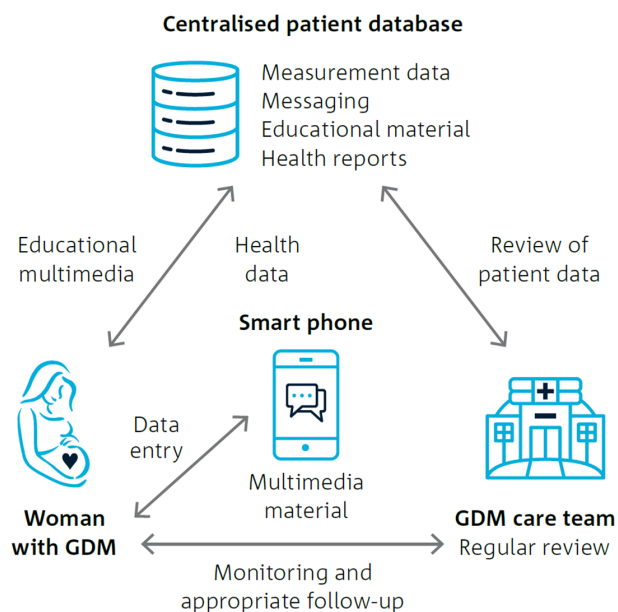 Centralised patient database
Measurement data
Messaging
Educational material
Health reports
Educational
multimedia
Health
data
Review of
patient data
Smart phone
Data
entry
Multimedia
material
Woman
with GDM
GDM care team
Regular review
Monitoring and
appropriate follow-up